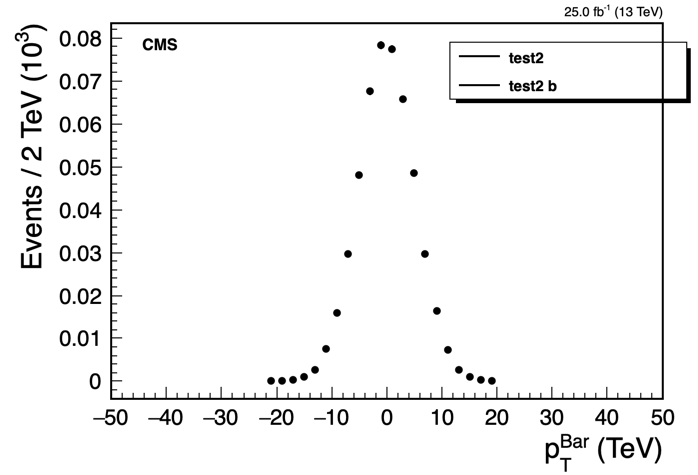 25.0 fb⁻¹ (13 TeV)
CMS
test2
test2 b
Events / 2 TeV (10³)
0.08
0.07
0.06
0.05
0.04
0.03
0.02
0.01
0
−50 −40 −30 −20 −10 0 10 20 30 40 50
p_T^Bar (TeV)